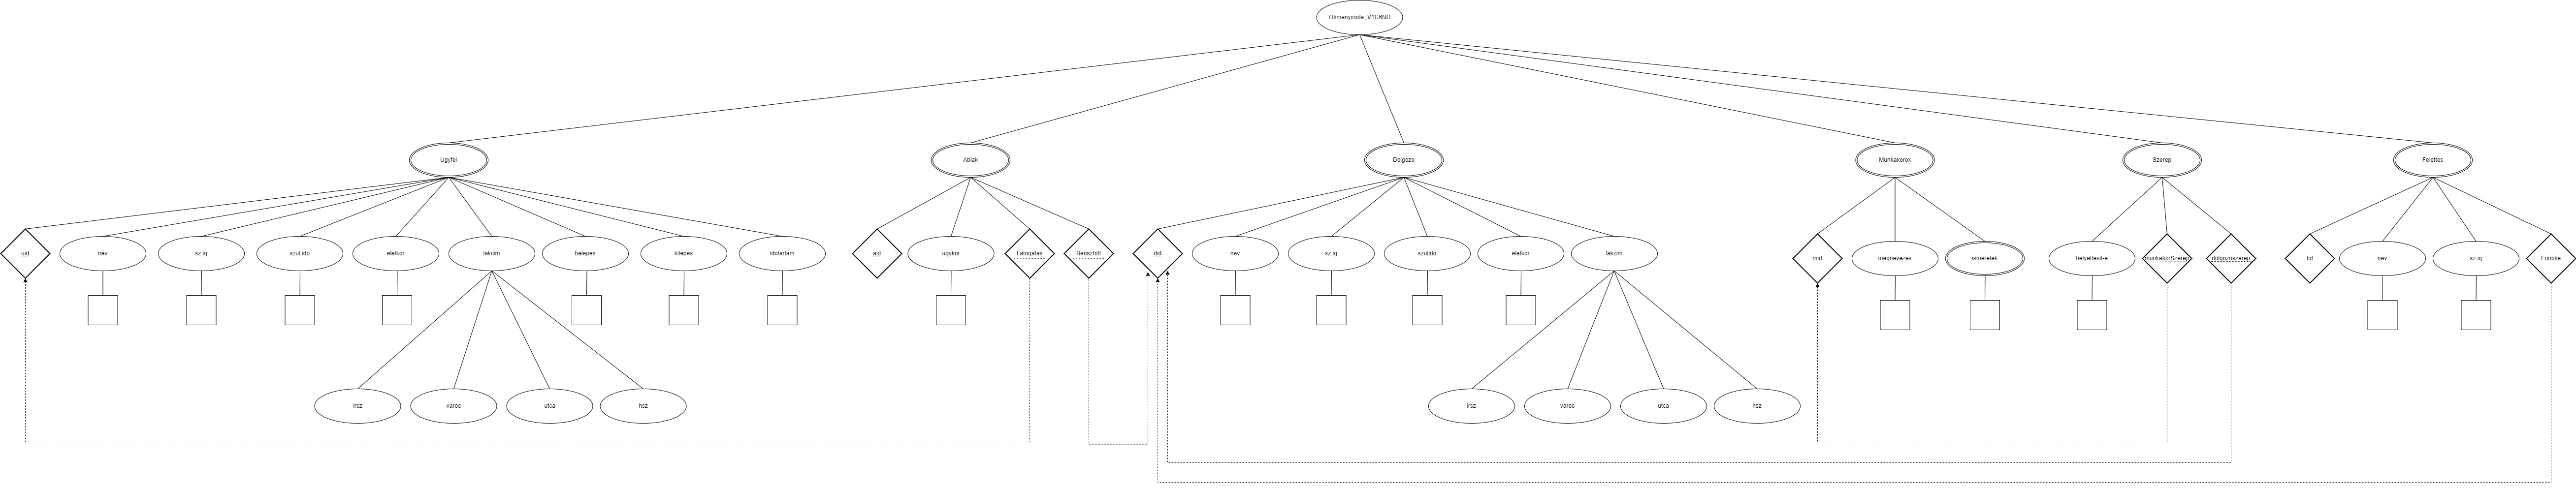 Okmanyiroda_V1C6ND
Ugyfel
Ablak
Dolgozo
Munkakorok
Szerep
Felettes
uid
nev
sz.ig
szul.ido
eletkor
lakcim
belepes
kilepes
idotartam
aid
ugykor
Latogatas
Beosztott
did
nev
sz.ig
szulido
eletkor
lakcim
mid
megnevezes
ismeretek
helyettesit-e
munkakorSzerep
dolgozoszerep
fid
nev
sz.ig
Fonoke
irsz
varos
utca
hsz
irsz
varos
utca
hsz